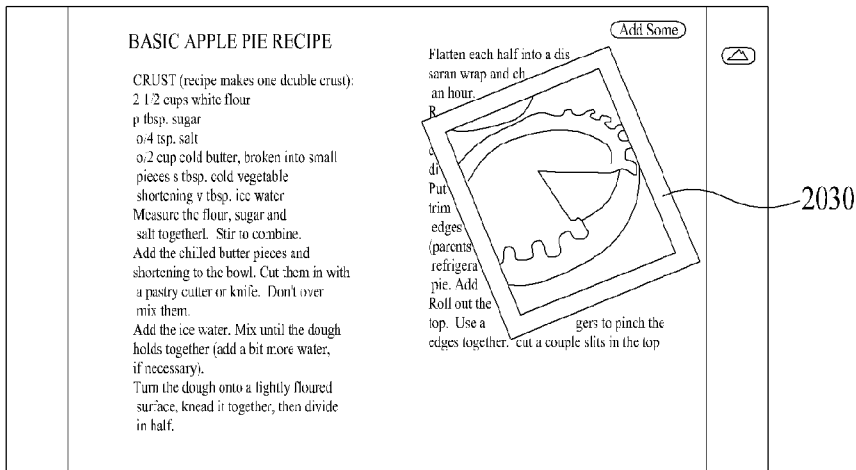 BASIC APPLE PIE RECIPE
CRUST (recipe makes one double crust):
2 1/2 cups white flour
p tbsp. sugar
o/4 tsp. salt
o/2 cup cold butter, broken into small
pieces s tbsp. cold vegetable
shortening v tbsp. ice water
Measure the flour, sugar and
salt togetherl. Stir to combine.
Add the chilled butter pieces and
shortening to the bowl. Cut them in with
a pastry cutter or knife. Don't over
mix them.
Add the ice water. Mix until the dough
holds together (add a bit more water,
if necessary).
Turn the dough onto a lightly floured
surface, knead it together, then divide
in half.
Add Some
Flatten each half into a dis
saran wrap and ch
an hour.
R
di
Put
trim
edges
(parents
refrigera
pie. Add
Roll out the
top. Use a gers to pinch the
edges together. cut a couple slits in the top
2030